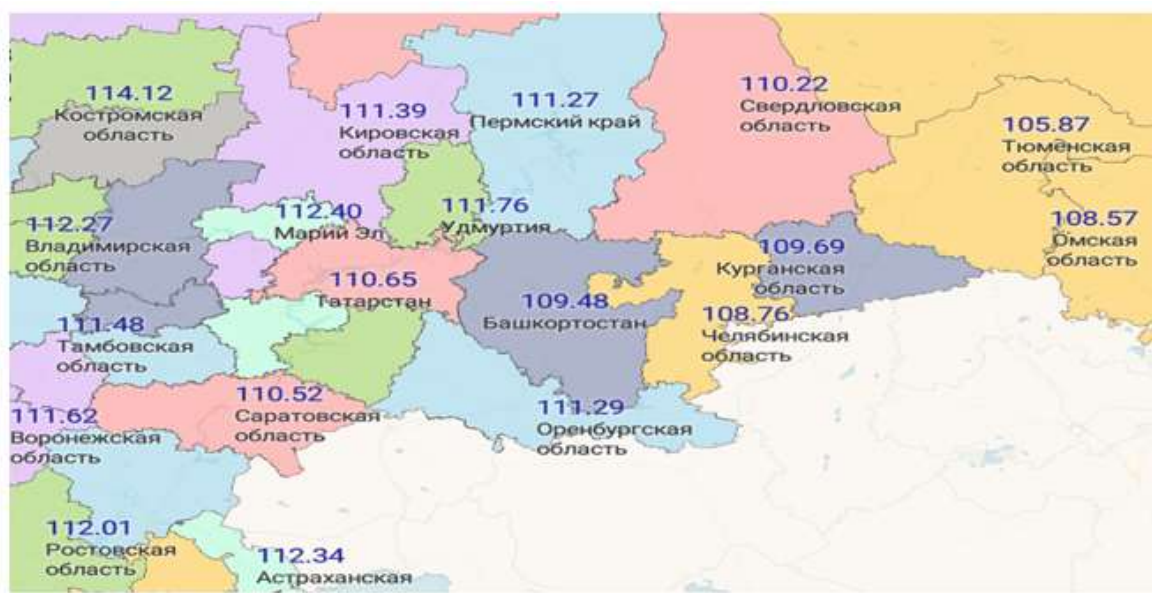 114.12
Костромская
область
111.39
Кировская
область
111.27
Пермский край
110.22
Свердловская
область
105.87
Тюменская
область
112.27
Владимирская
область
112.40
Марий Эл
111.76
Удмуртия
108.57
Омская
область
109.69
Курганская
область
110.65
Татарстан
109.48
Башкортостан
108.76
Челябинская
область
111.48
Тамбовская
область
110.52
Саратовская
область
111.29
Оренбургская
область
111.62
Воронежская
область
112.01
Ростовская
область
112.34
Астраханская